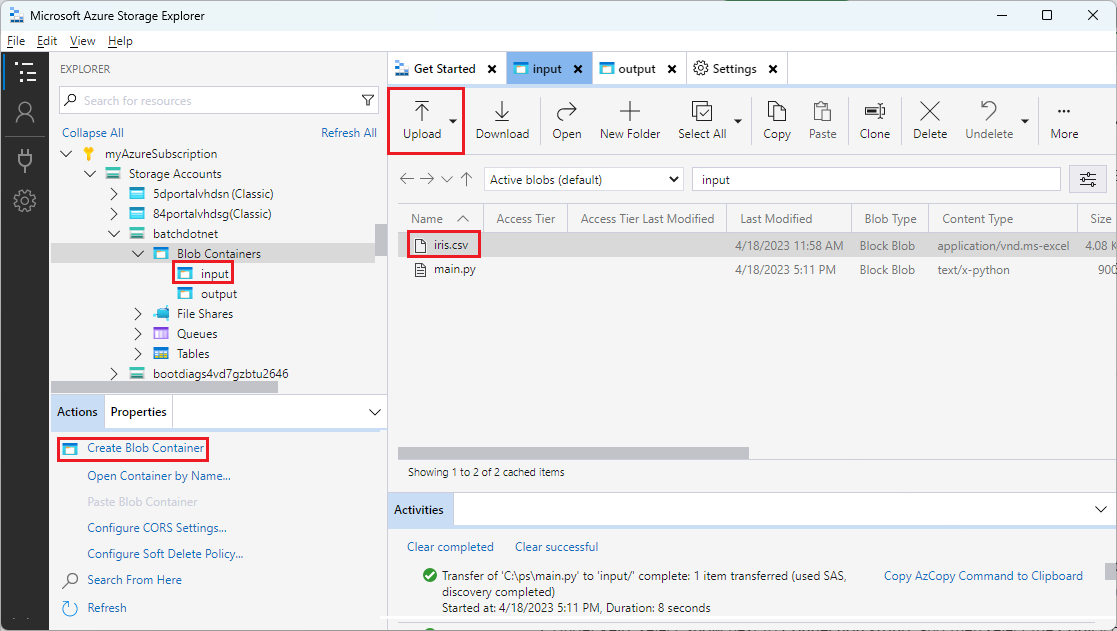 Microsoft Azure Storage Explorer
File Edit View Help
EXPLORER
Search for resources
Collapse All Refresh All
myAzureSubscription
Storage Accounts
5dportalvhdsn (Classic)
84portalvhdsg(Classic)
batchdotnet
Blob Containers
input
output
File Shares
Queues
Tables
bootdiags4vd7gzbtu2646
Actions Properties
Create Blob Container
Open Container by Name...
Paste Blob Container
Configure CORS Settings...
Configure Soft Delete Policy...
Search From Here
Refresh
Get Started input output Settings
Upload Download Open New Folder Select All Copy Paste Clone Delete Undelete More
Active blobs (default) input
Name Access Tier Access Tier Last Modified Last Modified Blob Type Content Type Size
iris.csv 4/18/2023 11:58 AM Block Blob application/vnd.ms-excel 4.08 K
main.py 4/18/2023 5:11 PM Block Blob text/x-python 900
Showing 1 to 2 of 2 cached items
Activities
Clear completed Clear successful
Transfer of 'C:\ps\main.py' to 'input/' complete: 1 item transferred (used SAS,
discovery completed)
Started at: 4/18/2023 5:11 PM, Duration: 8 seconds
Copy AzCopy Command to Clipboard